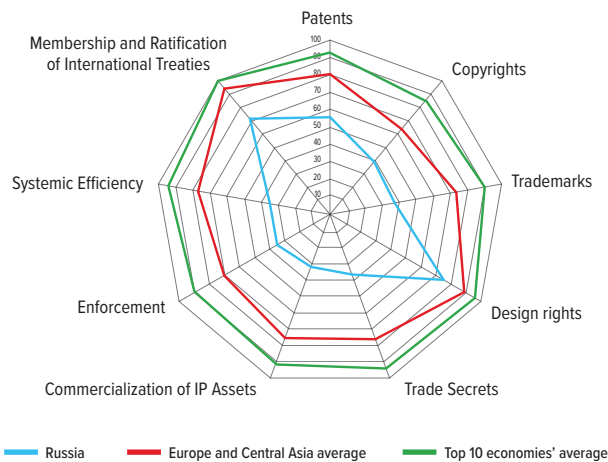 Patents
Membership and Ratification
of International Treaties
Copyrights
Systemic Efficiency
Trademarks
Enforcement
Design rights
Commercialization of IP Assets
Trade Secrets
100
90
80
70
60
50
40
30
20
10
Russia
Europe and Central Asia average
Top 10 economies' average